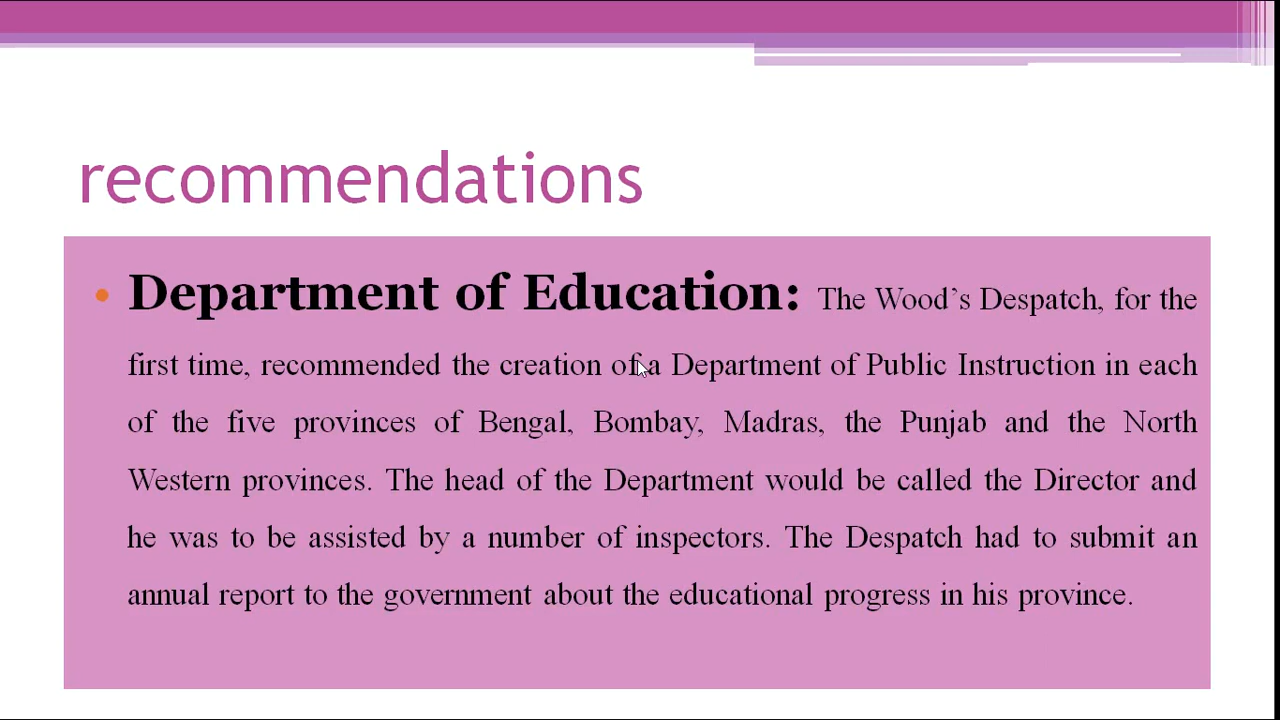 recommendations
• Department of Education: The Wood’s Despatch, for the
first time, recommended the creation of a Department of Public Instruction in each
of the five provinces of Bengal, Bombay, Madras, the Punjab and the North
Western provinces. The head of the Department would be called the Director and
he was to be assisted by a number of inspectors. The Despatch had to submit an
annual report to the government about the educational progress in his province.